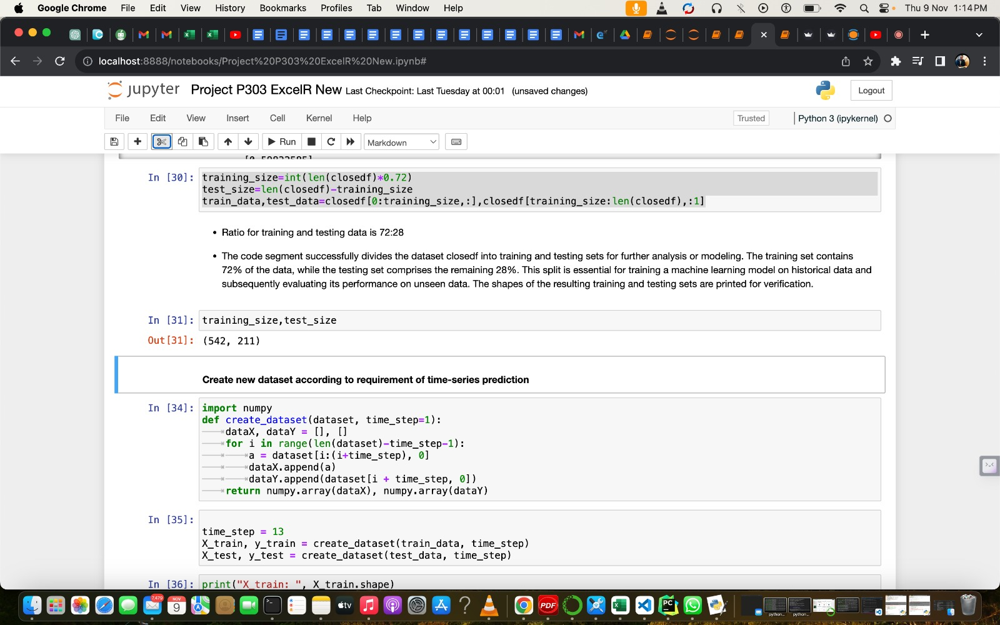 Google Chrome File Edit View History Bookmarks Profiles Tab Window Help Thu 9 Nov 1:14 PM
localhost:8888/notebooks/Project%20P303%20ExcelR%20New.ipynb#
jupyter Project P303 ExcelR New Last Checkpoint: Last Tuesday at 00:01 (unsaved changes) Logout
File Edit View Insert Cell Kernel Help Trusted Python 3 (ipykernel)
Run Markdown
In [30]: training_size=int(len(closedf)*0.72)
test_size=len(closedf)-training_size
train_data,test_data=closedf[0:training_size,:],closedf[training_size:len(closedf),:1]
• Ratio for training and testing data is 72:28
• The code segment successfully divides the dataset closedf into training and testing sets for further analysis or modeling. The training set contains
72% of the data, while the testing set comprises the remaining 28%. This split is essential for training a machine learning model on historical data and
subsequently evaluating its performance on unseen data. The shapes of the resulting training and testing sets are printed for verification.
In [31]: training_size,test_size
Out[31]: (542, 211)
Create new dataset according to requirement of time-series prediction
In [34]: import numpy
def create_dataset(dataset, time_step=1):
dataX, dataY = [], []
for i in range(len(dataset)-time_step-1):
a = dataset[i:(i+time_step), 0]
dataX.append(a)
dataY.append(dataset[i + time_step, 0])
return numpy.array(dataX), numpy.array(dataY)
In [35]:
time_step = 13
X_train, y_train = create_dataset(train_data, time_step)
X_test, y_test = create_dataset(test_data, time_step)
In [36]: print("X_train: ", X_train.shape)
7,479
NOV
9
tv
PDF
PC
python...
python...